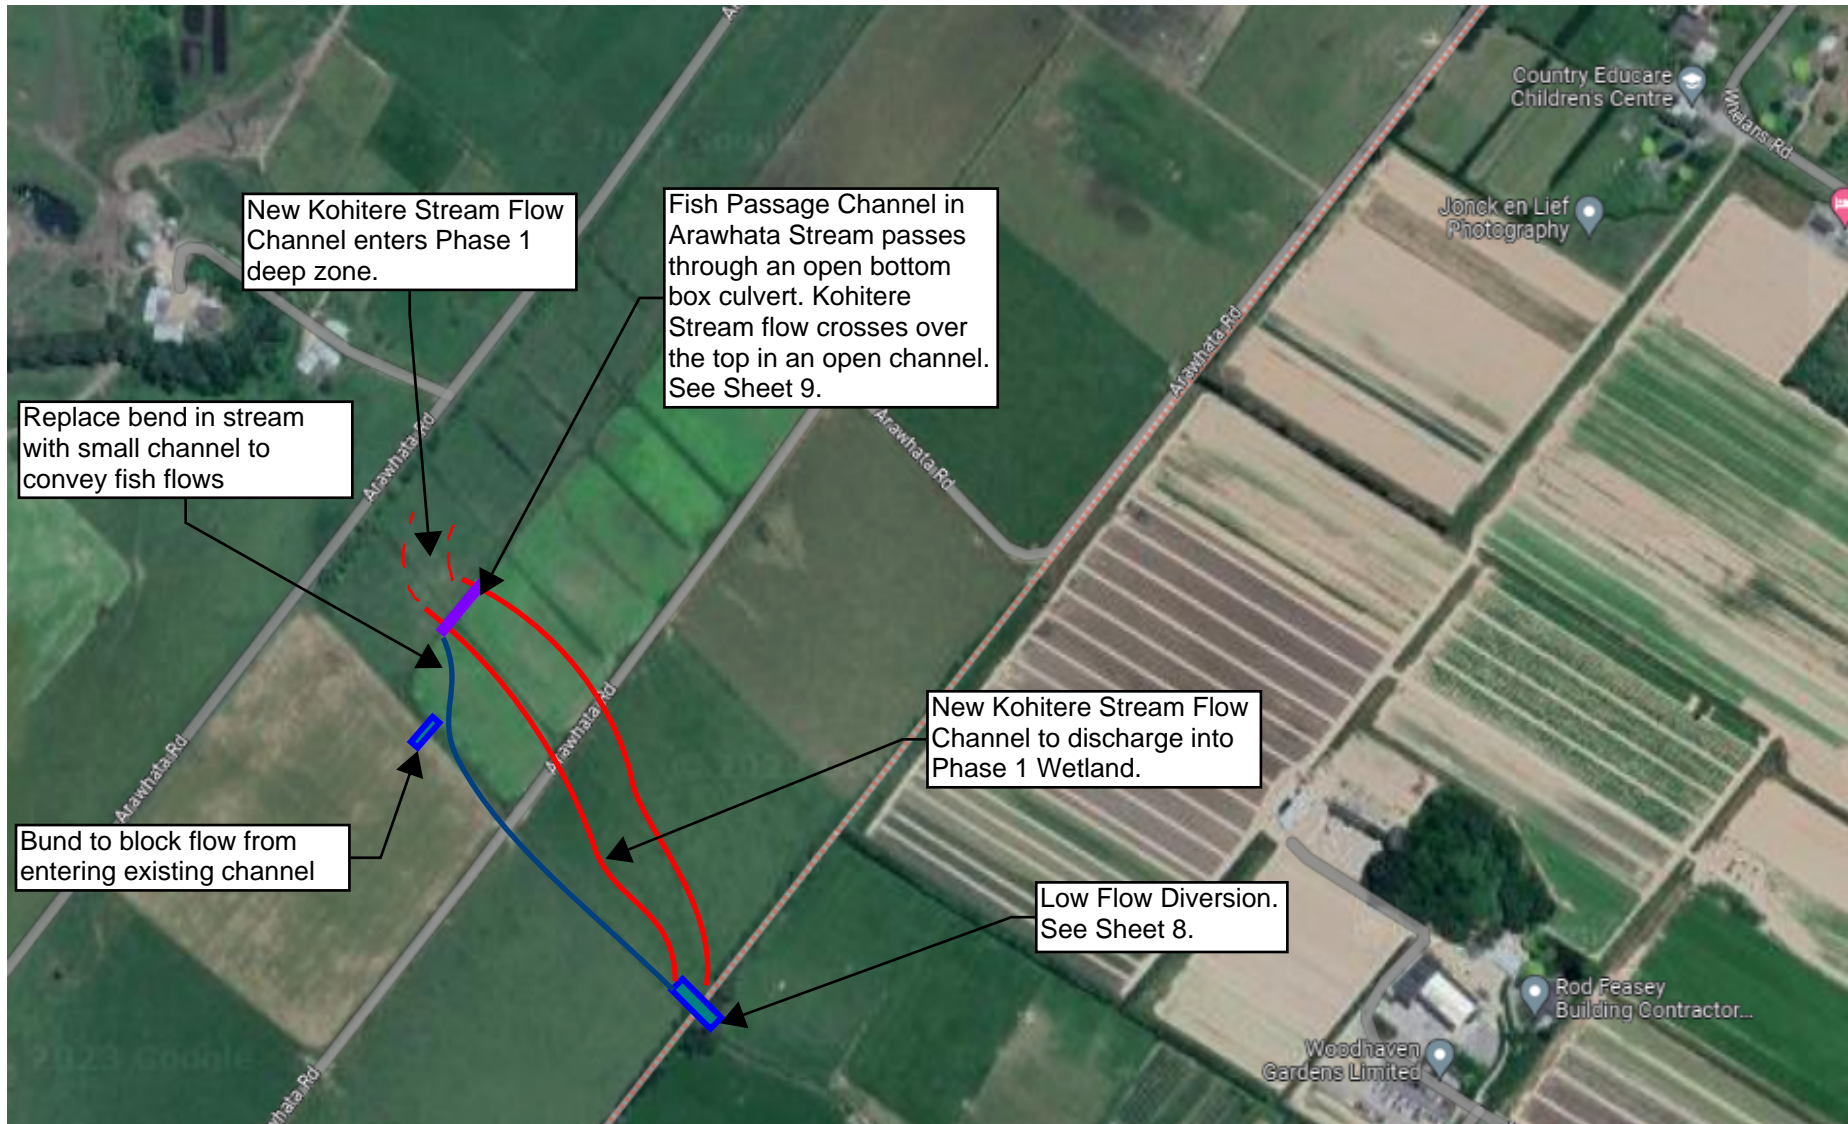 Country Educare
Children's Centre
Whelans Rd
Jonck en Lief
Photography
New Kohitere Stream Flow
Channel enters Phase 1
deep zone.
Fish Passage Channel in
Arawhata Stream passes
through an open bottom
box culvert. Kohitere
Stream flow crosses over
the top in an open channel.
See Sheet 9.
Arawhata Rd
Replace bend in stream
with small channel to
convey fish flows
Arawhata Rd
Arawhata Rd
New Kohitere Stream Flow
Channel to discharge into
Phase 1 Wetland.
Arawhata Rd
Arawhata Rd
Bund to block flow from
entering existing channel
Low Flow Diversion.
See Sheet 8.
Rod Feasey
Building Contractor...
Woodhaven
Gardens Limited
2023 Google
hata Rd